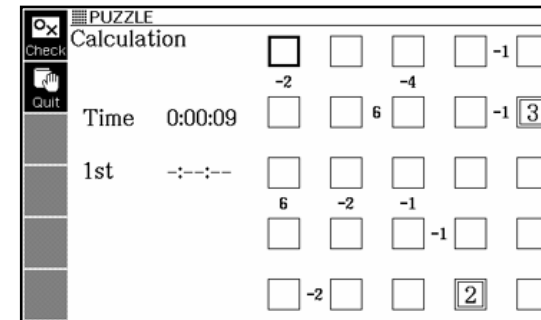 PUZZLE
Ox
Check
Calculation
-1
-2 -4
Quit
Time 0:00:09
6 -1 3
1st -:--:--
6 -2 -1
-1
-2 2